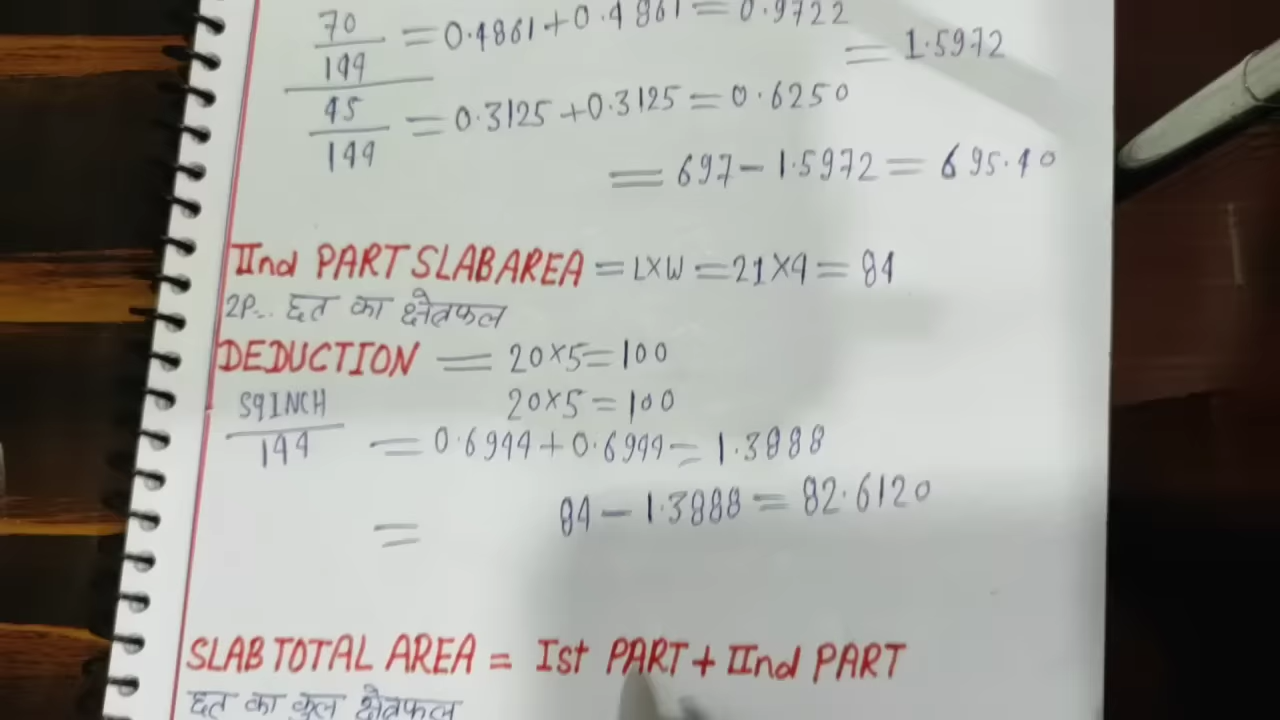 70
144 = 0.4861+0.4861 = 0.9722
= 1.5972
45
144 = 0.3125+0.3125 = 0.6250
= 697 - 1.5972 = 695.40
IInd PART SLAB AREA = L×W = 21×4 = 84
2P... छत का क्षेत्रफल
DEDUCTION = 20×5=100
SqINCH 20×5=100
144 = 0.6944+0.6944= 1.3888
= 84 - 1.3888 = 82.6120
SLAB TOTAL AREA = Ist PART + IInd PART
छत का कुल क्षेत्रफल